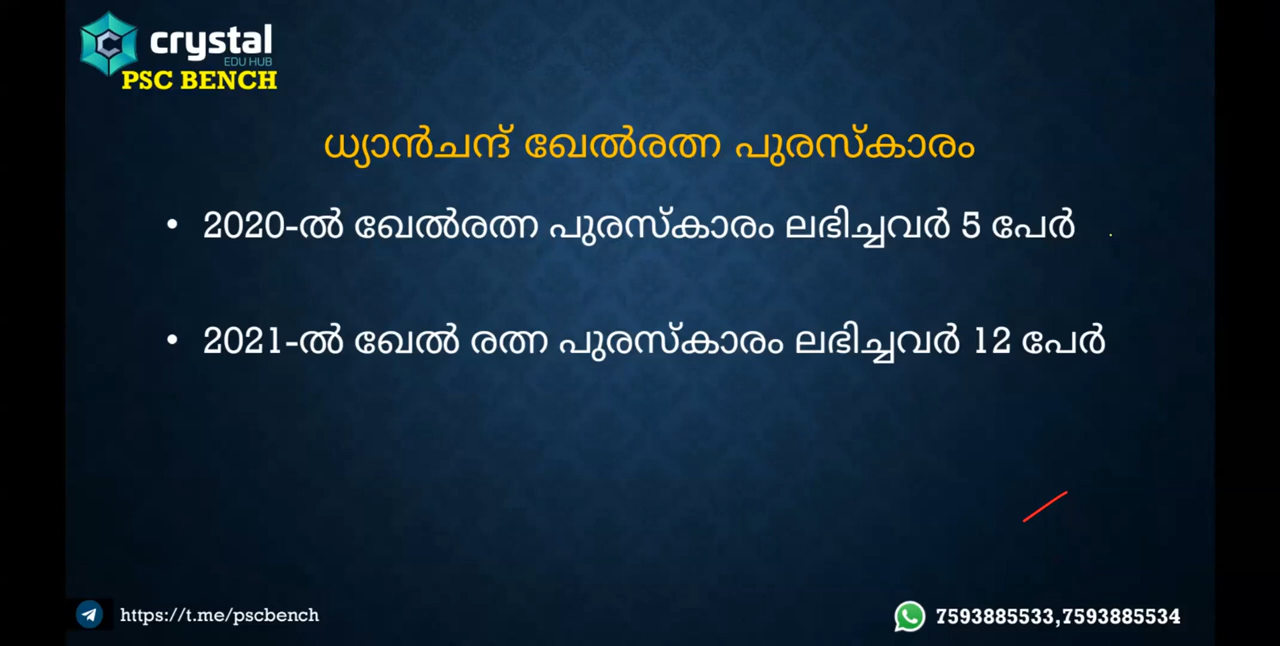 crystal
EDU HUB
PSC BENCH
ധ്യാൻചന്ദ് ഖേൽരത്ന പുരസ്കാരം
• 2020-ൽ ഖേൽരത്ന പുരസ്കാരം ലഭിച്ചവർ 5 പേർ
• 2021-ൽ ഖേൽ രത്ന പുരസ്കാരം ലഭിച്ചവർ 12 പേർ
https://t.me/pscbench
7593885533,7593885534